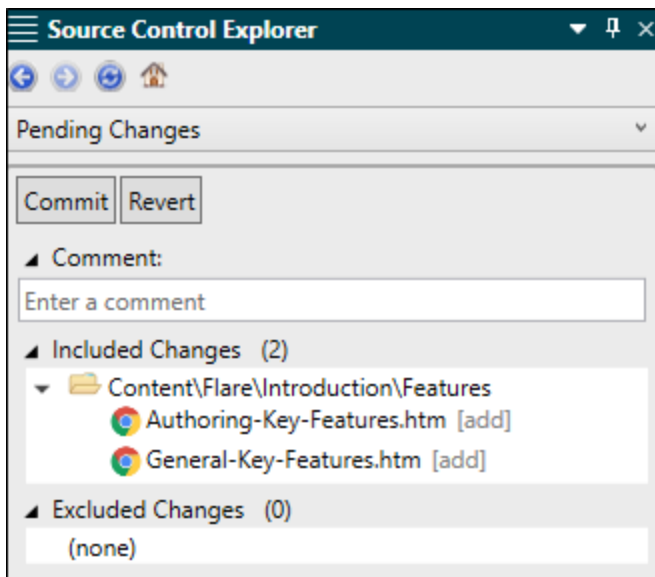 Source Control Explorer
Pending Changes
Commit Revert
Comment:
Enter a comment
Included Changes (2)
Content\Flare\Introduction\Features
Authoring-Key-Features.htm [add]
General-Key-Features.htm [add]
Excluded Changes (0)
(none)